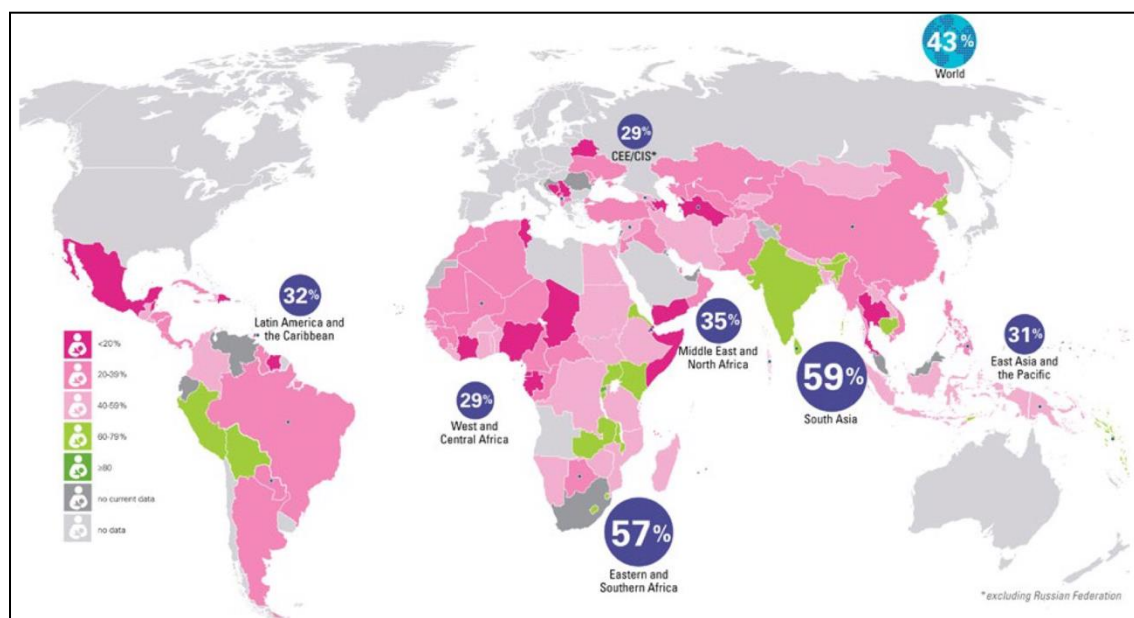 43%
World
29%
CEE/CIS*
32%
Latin America and
the Caribbean
35%
Middle East and
North Africa
31%
East Asia and
the Pacific
59%
South Asia
29%
West and
Central Africa
57%
Eastern and
Southern Africa
<20%
20-39%
40-59%
60-79%
≥80
no current data
no data
*excluding Russian Federation